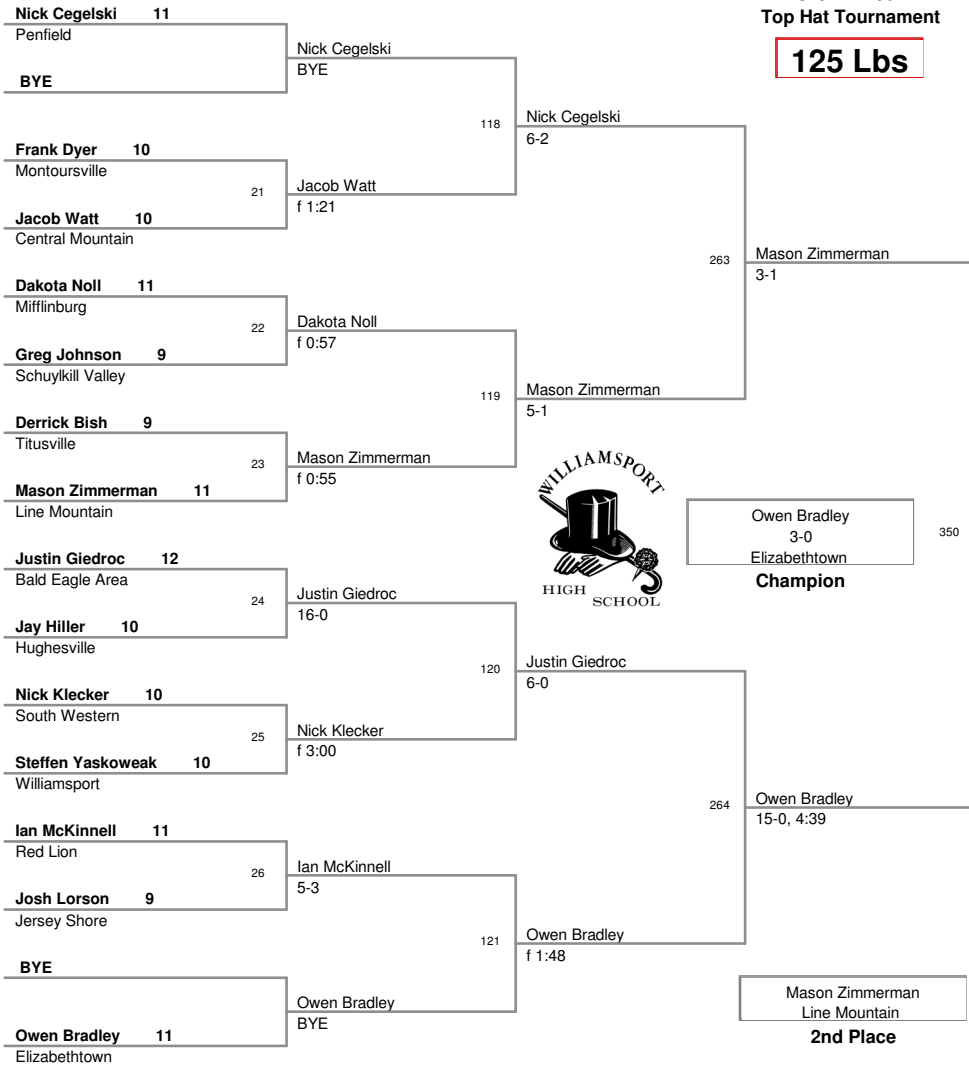 Top Hat Tournament
125 Lbs
Nick Cegelski 11
Penfield
BYE
Frank Dyer 10
Montoursville
Jacob Watt 10
Central Mountain
Dakota Noll 11
Mifflinburg
Greg Johnson 9
Schuylkill Valley
Derrick Bish 9
Titusville
Mason Zimmerman 11
Line Mountain
Justin Giedroc 12
Bald Eagle Area
Jay Hiller 10
Hughesville
Nick Klecker 10
South Western
Steffen Yaskoweak 10
Williamsport
Ian McKinnell 11
Red Lion
Josh Lorson 9
Jersey Shore
BYE
Owen Bradley 11
Elizabethtown
21
22
23
24
25
26
Nick Cegelski
BYE
Jacob Watt
f 1:21
Dakota Noll
f 0:57
Mason Zimmerman
f 0:55
Justin Giedroc
16-0
Nick Klecker
f 3:00
Ian McKinnell
5-3
Owen Bradley
BYE
118
119
120
121
Nick Cegelski
6-2
Mason Zimmerman
5-1
Justin Giedroc
6-0
Owen Bradley
f 1:48
263
264
Mason Zimmerman
3-1
Owen Bradley
15-0, 4:39
WILLIAMSPORT
HIGH SCHOOL
Owen Bradley
3-0
Elizabethtown
Champion
350
Mason Zimmerman
Line Mountain
2nd Place